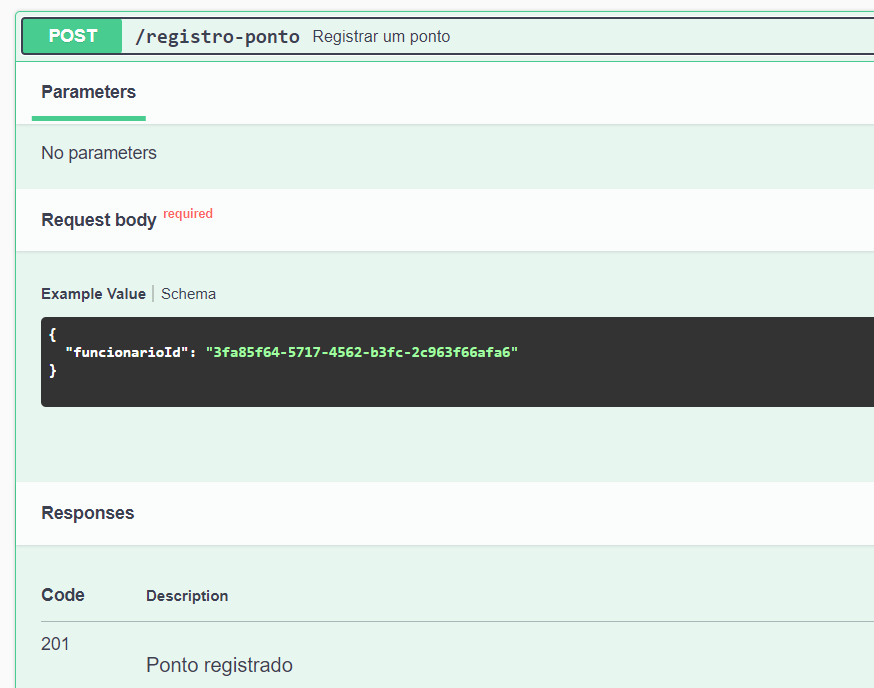 POST /registro-ponto Registrar um ponto
Parameters
No parameters
Request body required
Example Value | Schema
{
  "funcionarioId": "3fa85f64-5717-4562-b3fc-2c963f66afa6"
}
Responses
Code Description
201
Ponto registrado